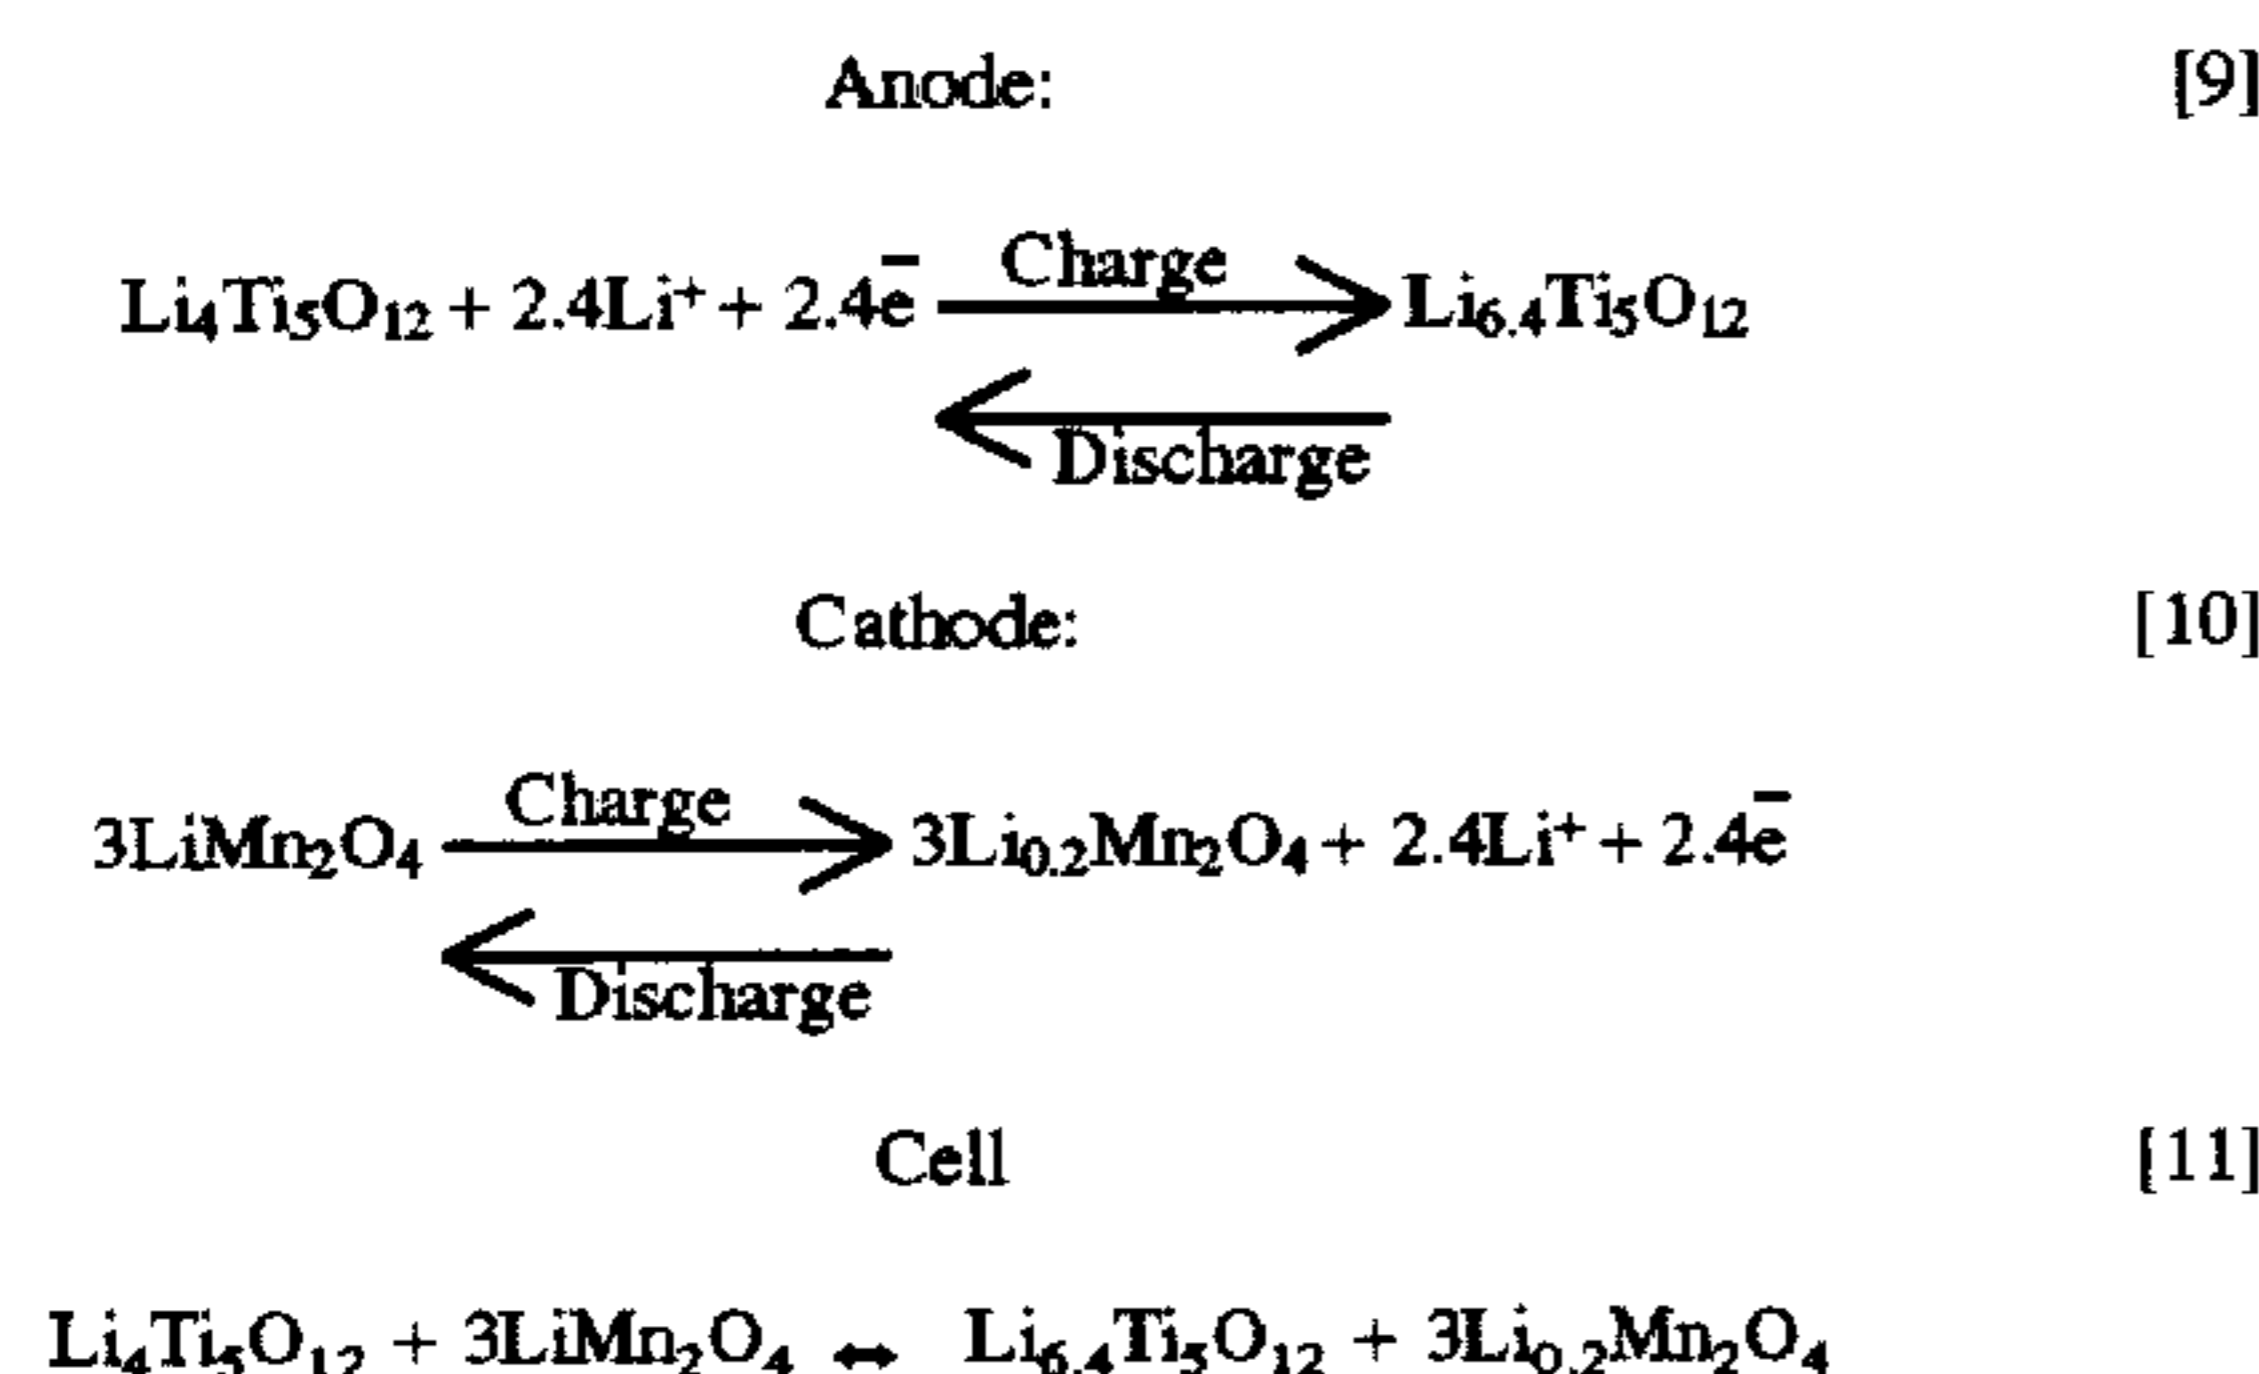 Anode: [9]
Li₄Ti₅O₁₂ + 2.4Li⁺ + 2.4e̅ Charge Li₆.₄Ti₅O₁₂
Discharge
Cathode: [10]
3LiMn₂O₄ Charge 3Li₀.₂Mn₂O₄ + 2.4Li⁺ + 2.4e̅
Discharge
Cell [11]
Li₄Ti₅O₁₂ + 3LiMn₂O₄ ↔ Li₆.₄Ti₅O₁₂ + 3Li₀.₂Mn₂O₄